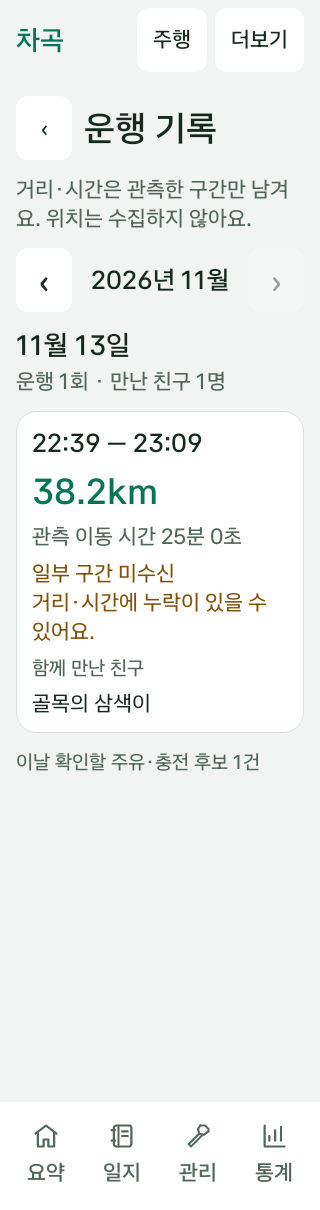 차곡
주행
더보기
‹
운행 기록
거리·시간은 관측한 구간만 남겨
요. 위치는 수집하지 않아요.
‹
2026년 11월
›
11월 13일
운행 1회 · 만난 친구 1명
22:39 — 23:09
38.2km
관측 이동 시간 25분 0초
일부 구간 미수신
거리·시간에 누락이 있을 수
있어요.
함께 만난 친구
골목의 삼색이
이날 확인할 주유·충전 후보 1건
요약
일지
관리
통계